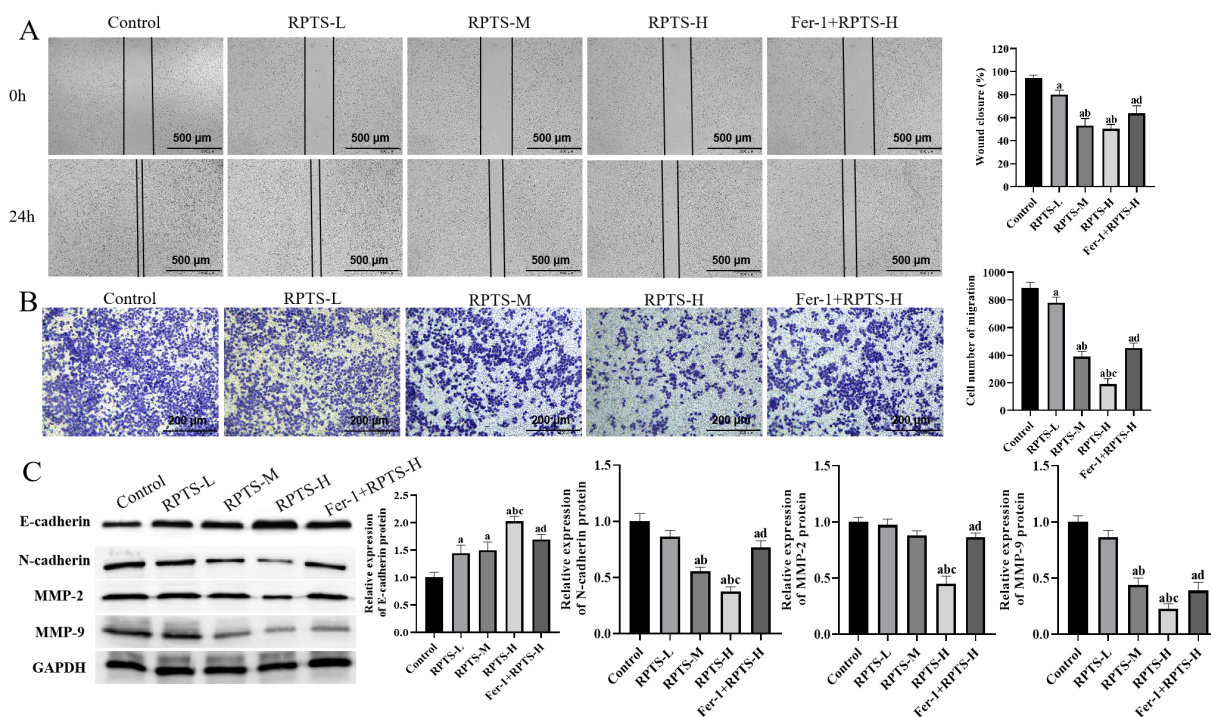 A
Control
RPTS-L
RPTS-M
RPTS-H
Fer-1+RPTS-H
0h
500 μm
500 μm
500 μm
500 μm
500 μm
24h
500 μm
500 μm
500 μm
500 μm
500 μm
Wound closure (%)
120
100
80
60
40
20
0
a
ab
ab
ad
Control
RPTS-L
RPTS-M
RPTS-H
Fer-1+RPTS-H
B
Control
RPTS-L
RPTS-M
RPTS-H
Fer-1+RPTS-H
200 μm
200 μm
200 μm
200 μm
200 μm
Cell number of migration
1000
800
600
400
200
0
a
ab
abc
ad
Control
RPTS-L
RPTS-M
RPTS-H
Fer-1+RPTS-H
C
Control
RPTS-L
RPTS-M
RPTS-H
Fer-1+RPTS-H
E-cadherin
N-cadherin
MMP-2
MMP-9
GAPDH
Relative expression
of E-cadherin protein
2.5
2.0
1.5
1.0
0.5
0.0
a
a
abc
ad
Control
RPTS-L
RPTS-M
RPTS-H
Fer-1+RPTS-H
Relative expression
of N-cadherin protein
1.5
1.0
0.5
0.0
ab
abc
ad
Control
RPTS-L
RPTS-M
RPTS-H
Fer-1+RPTS-H
Relative expression
of MMP-2 protein
1.5
1.0
0.5
0.0
abc
ad
Control
RPTS-L
RPTS-M
RPTS-H
Fer-1+RPTS-H
Relative expression
of MMP-9 protein
1.5
1.0
0.5
0.0
ab
abc
ad
Control
RPTS-L
RPTS-M
RPTS-H
Fer-1+RPTS-H